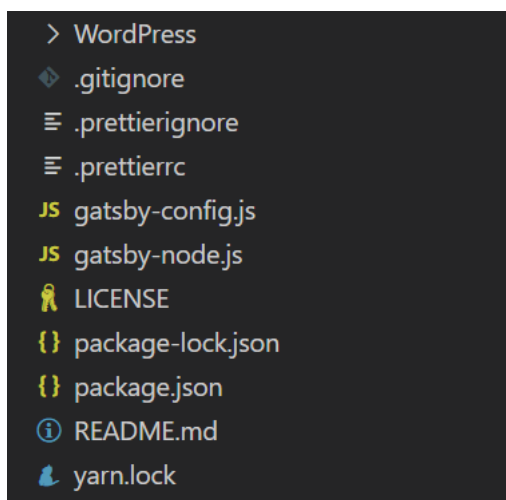 WordPress
.gitignore
.prettierignore
.prettierrc
JS gatsby-config.js
JS gatsby-node.js
LICENSE
{} package-lock.json
{} package.json
README.md
yarn.lock